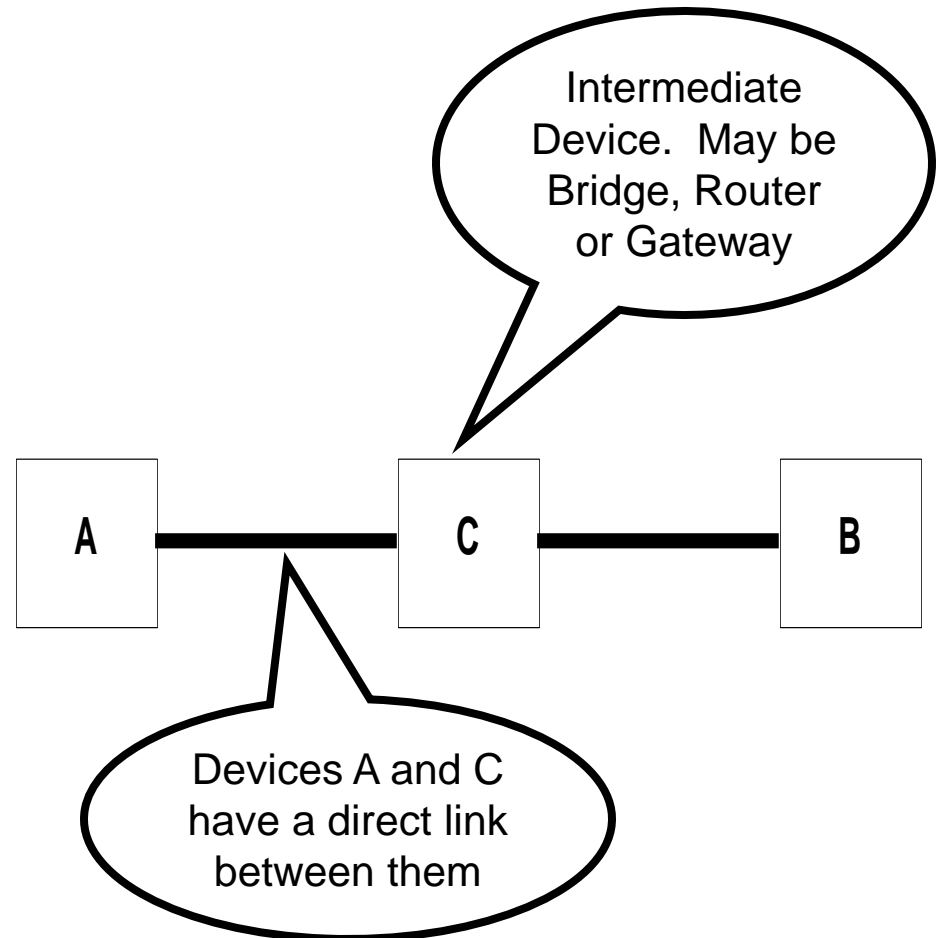 Intermediate
Device.  May be
Bridge, Router
or Gateway
A
C
B
Devices A and C
have a direct link
between them